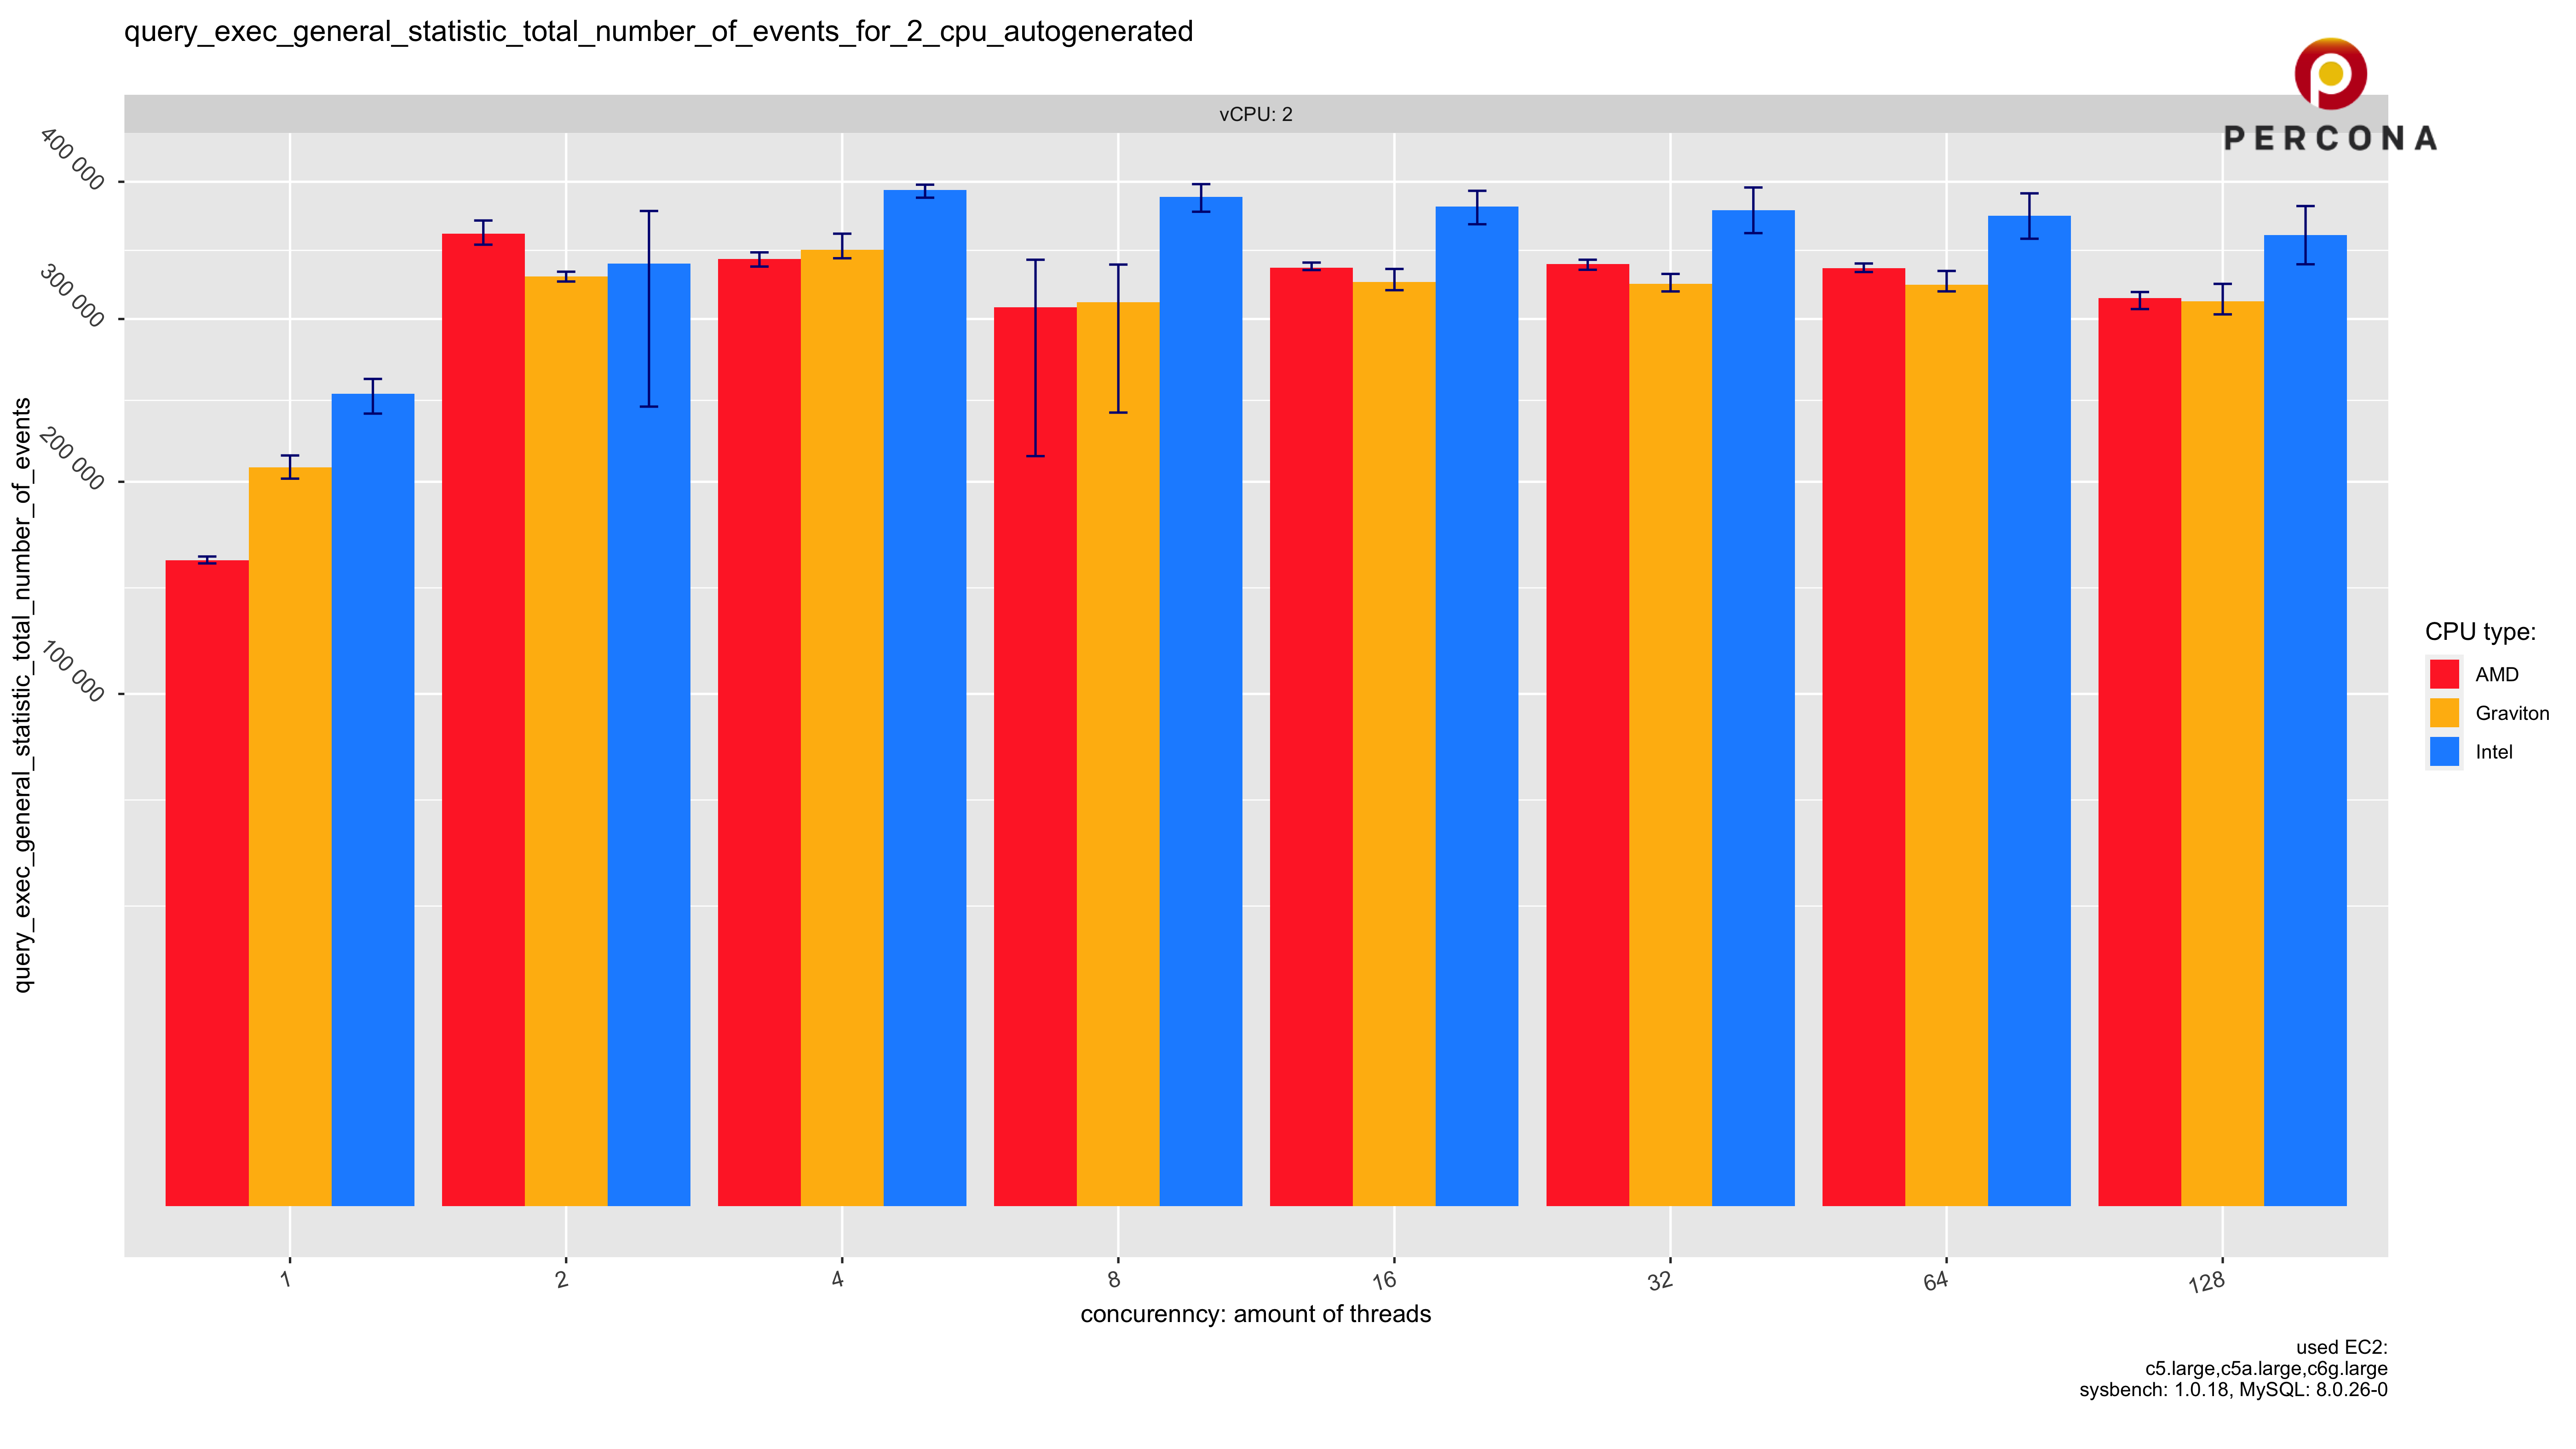 query_exec_general_statistic_total_number_of_events_for_2_cpu_autogenerated
PERCONA
vCPU: 2
query_exec_general_statistic_total_number_of_events
400 000
300 000
200 000
100 000
1
2
4
8
16
32
64
128
concurenncy: amount of threads
CPU type:
AMD
Graviton
Intel
used EC2:
c5.large,c5a.large,c6g.large
sysbench: 1.0.18, MySQL: 8.0.26-0